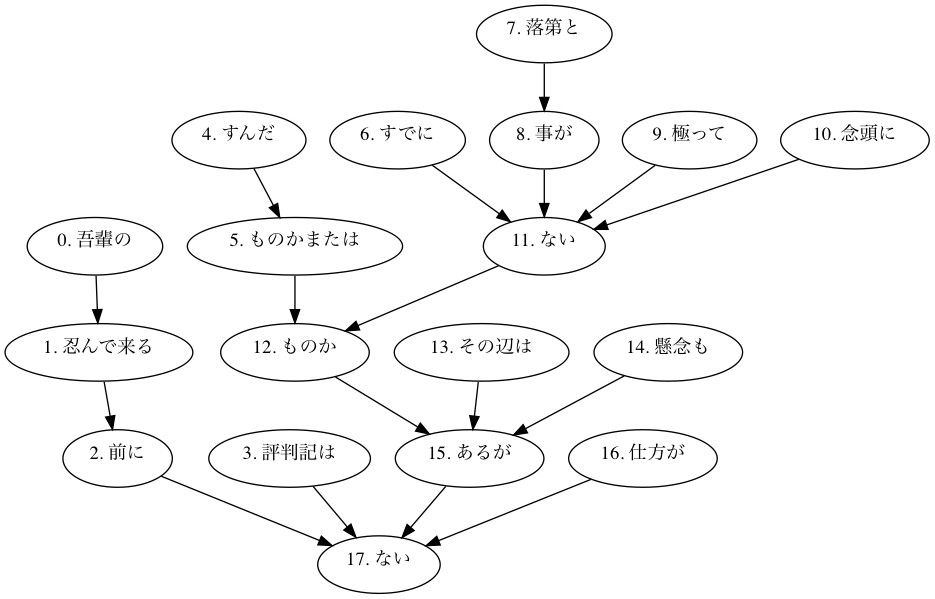 7. 落第と
4. すんだ
6. すでに
8. 事が
9. 極って
10. 念頭に
0. 吾輩の
5. ものかまたは
11. ない
1. 忍んで来る
12. ものか
13. その辺は
14. 懸念も
2. 前に
3. 評判記は
15. あるが
16. 仕方が
17. ない